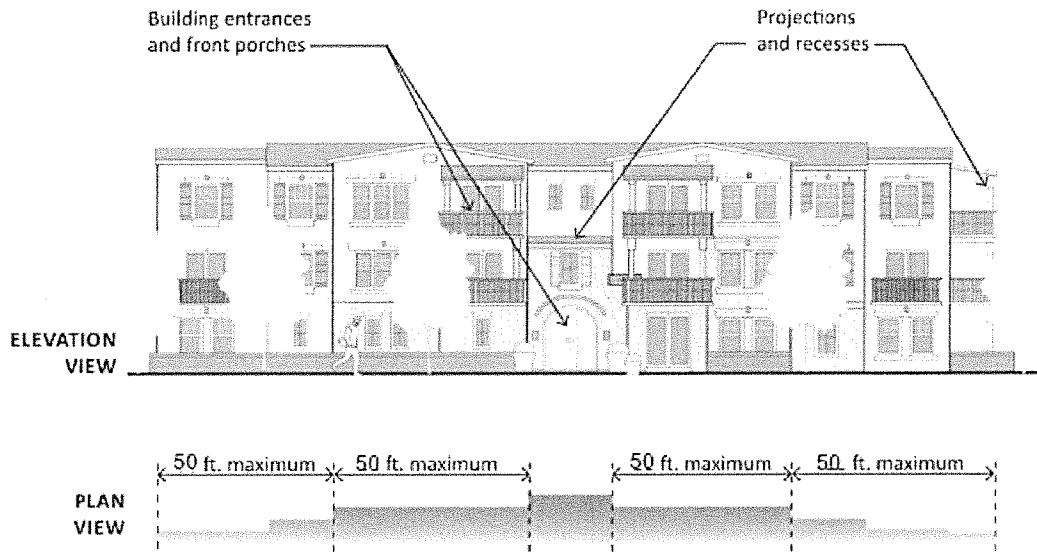 Building entrances
and front porches
Projections
and recesses
ELEVATION
VIEW
50 ft. maximum
50 ft. maximum
50 ft. maximum
50 ft. maximum
PLAN
VIEW